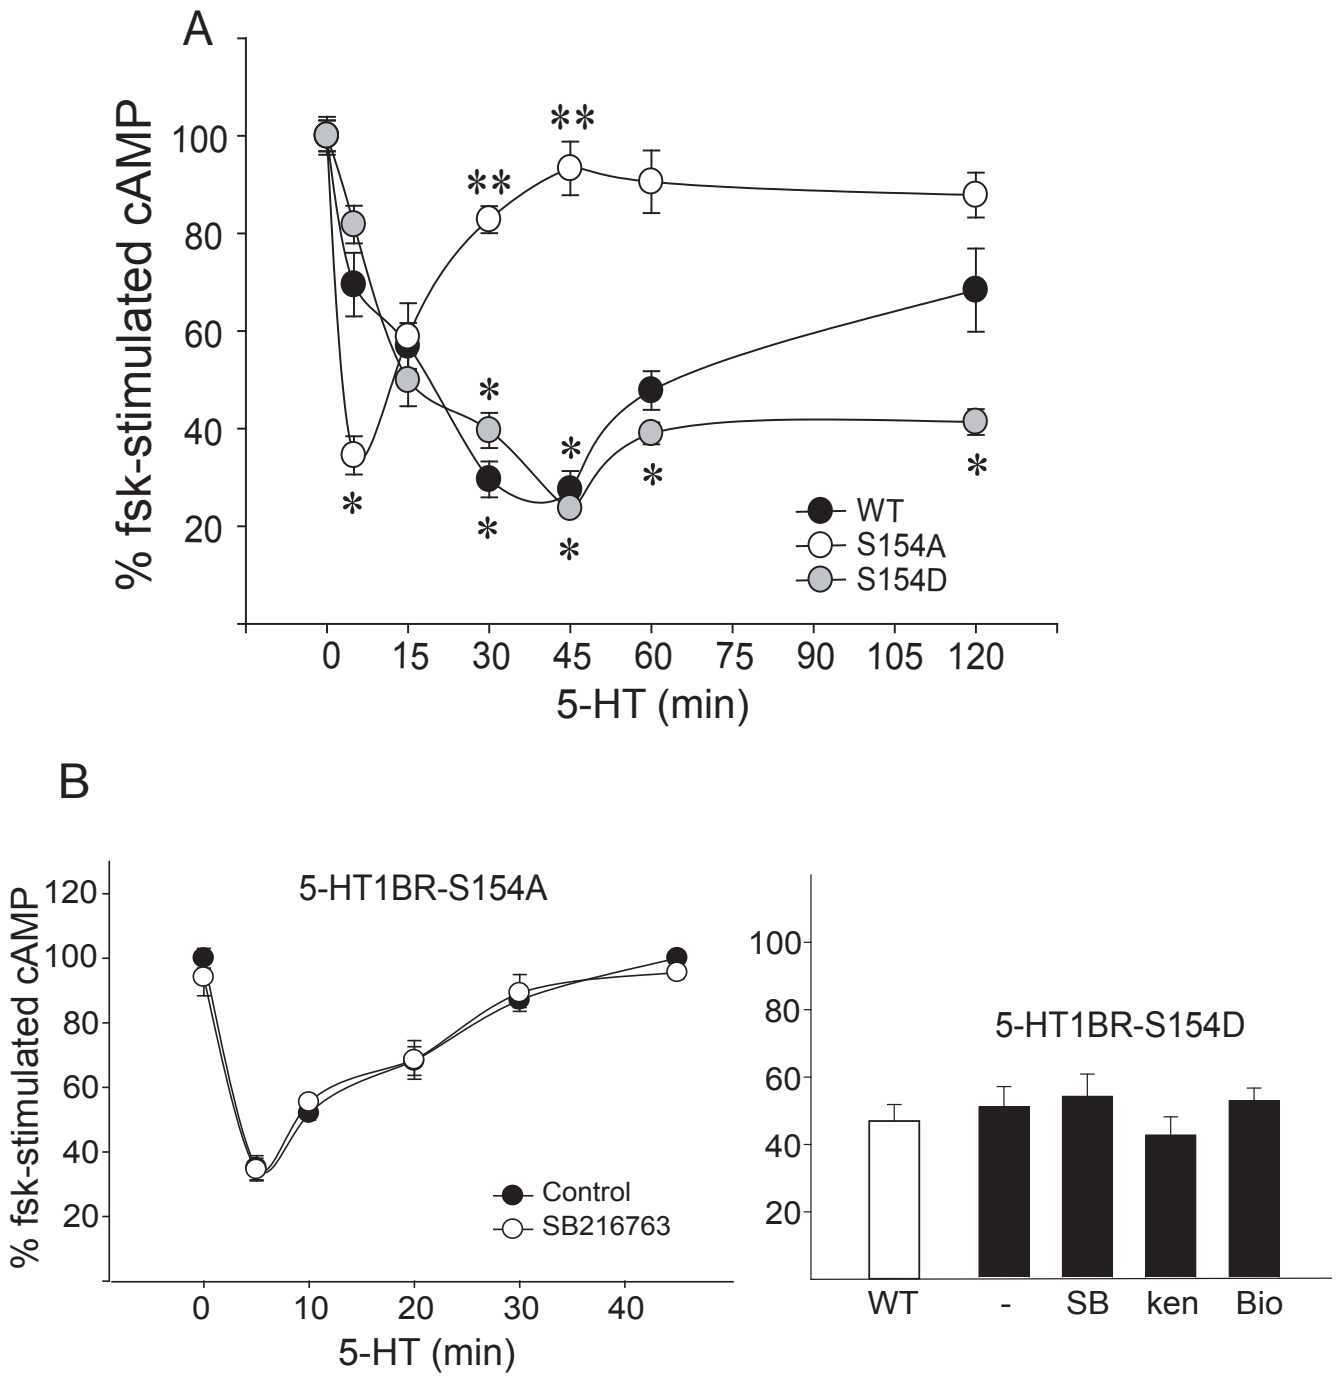 A
% fsk-stimulated cAMP
100
80
60
40
20
**
**
*
*
*
*
*
*
*
WT
S154A
S154D
0 15 30 45 60 75 90 105 120
5-HT (min)
B
% fsk-stimulated cAMP
120
100
80
60
40
20
5-HT1BR-S154A
Control
SB216763
0 10 20 30 40
5-HT (min)
100
80
60
40
20
5-HT1BR-S154D
WT - SB ken Bio